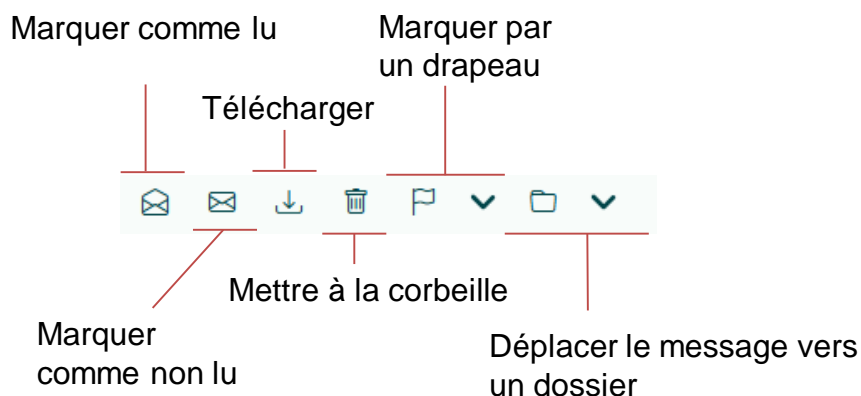 Marquer comme lu
Marquer par
un drapeau
Télécharger
Mettre à la corbeille
Marquer
comme non lu
Déplacer le message vers
un dossier